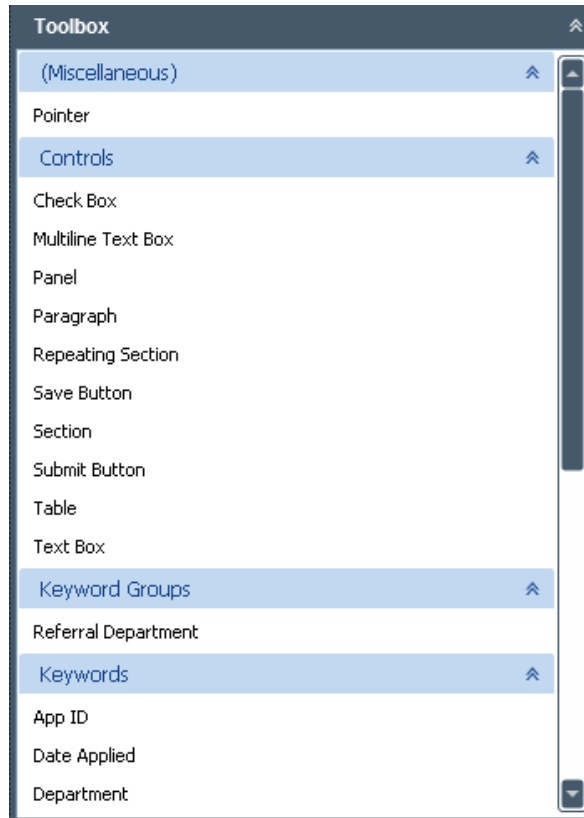 Toolbox
(Miscellaneous)
Pointer
Controls
Check Box
Multiline Text Box
Panel
Paragraph
Repeating Section
Save Button
Section
Submit Button
Table
Text Box
Keyword Groups
Referral Department
Keywords
App ID
Date Applied
Department